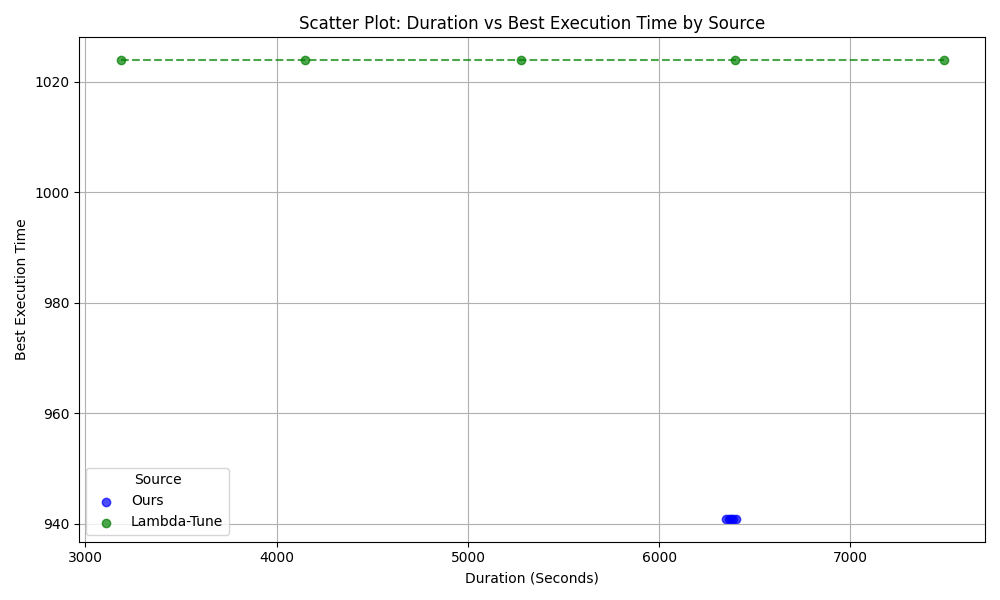 Scatter Plot: Duration vs Best Execution Time by Source
Best Execution Time
1020
1000
980
960
940
Source
Ours
Lambda-Tune
3000 4000 5000 6000 7000
Duration (Seconds)